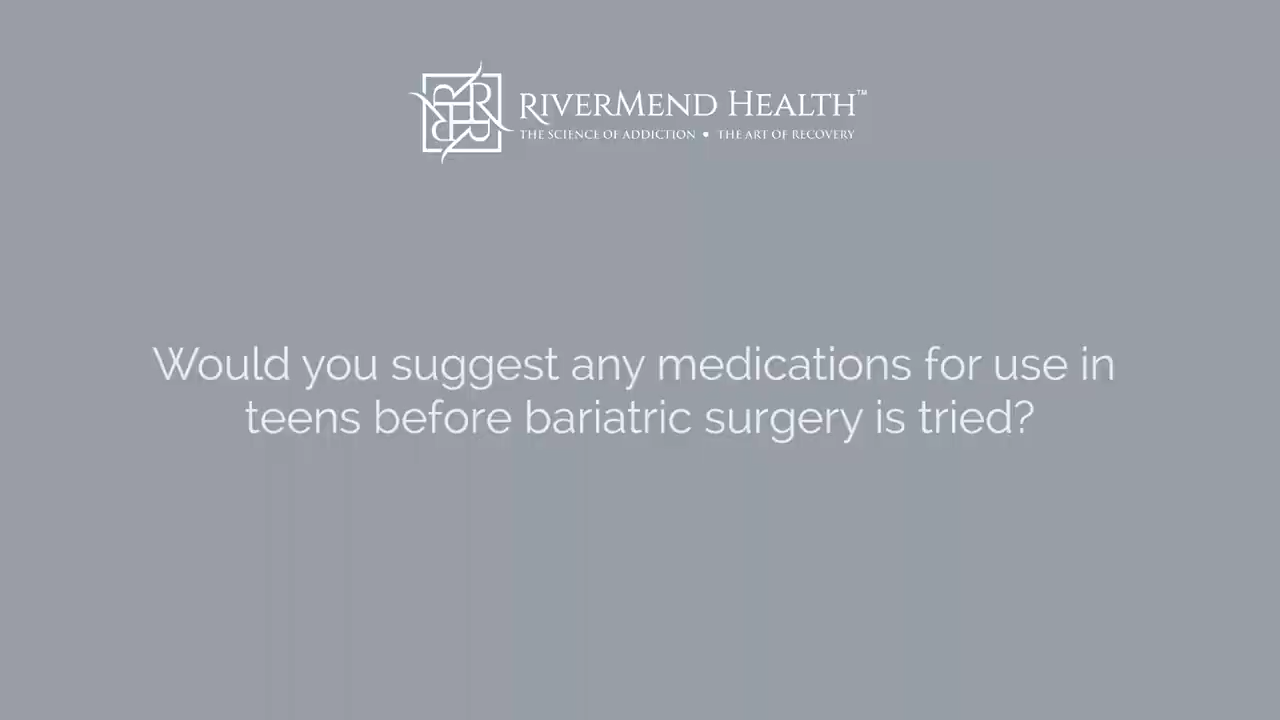 RIVERMEND HEALTH™
THE SCIENCE OF ADDICTION • THE ART OF RECOVERY
Would you suggest any medications for use in
teens before bariatric surgery is tried?